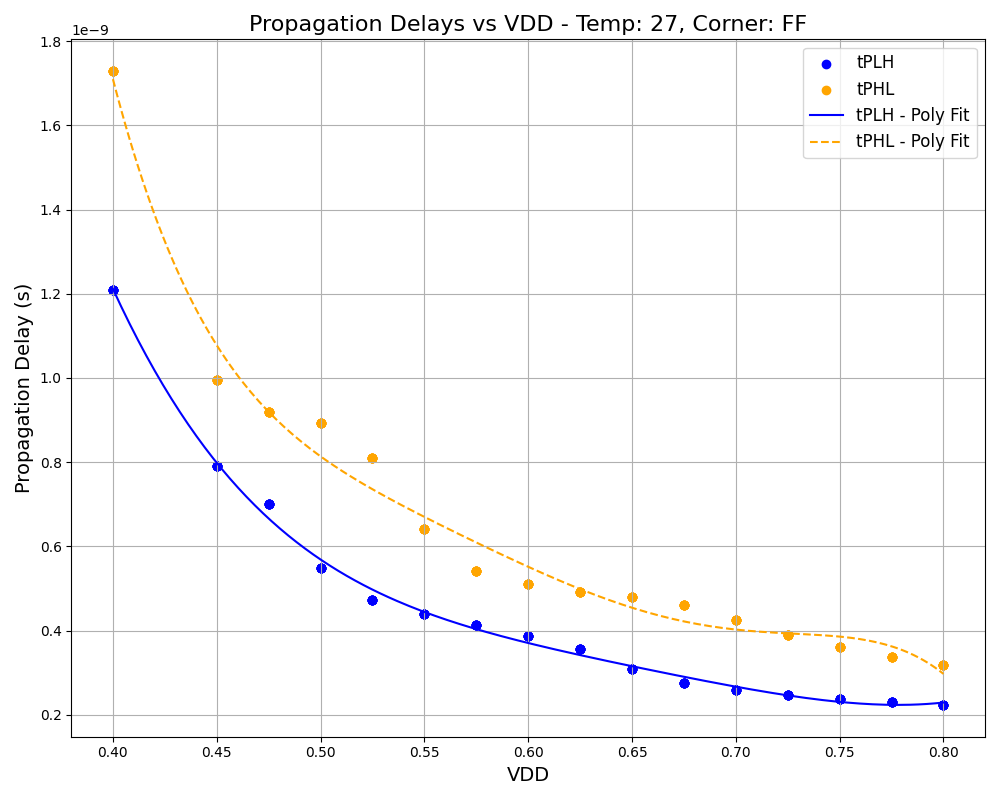 Propagation Delays vs VDD - Temp: 27, Corner: FF
1e−9
1.8
1.6
1.4
1.2
1.0
0.8
0.6
0.4
0.2
Propagation Delay (s)
tPLH
tPHL
tPLH - Poly Fit
tPHL - Poly Fit
0.40 0.45 0.50 0.55 0.60 0.65 0.70 0.75 0.80
VDD